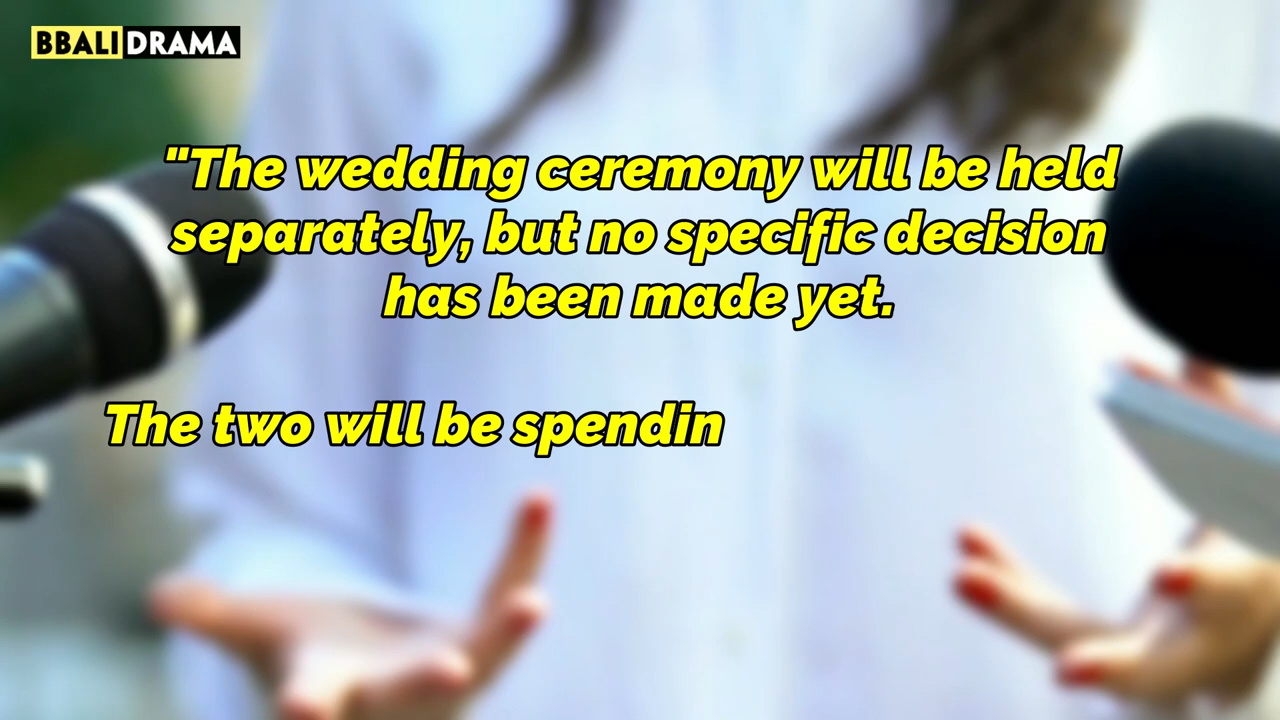 BBALI DRAMA
"The wedding ceremony will be held
separately, but no specific decision
has been made yet.
The two will be spendin